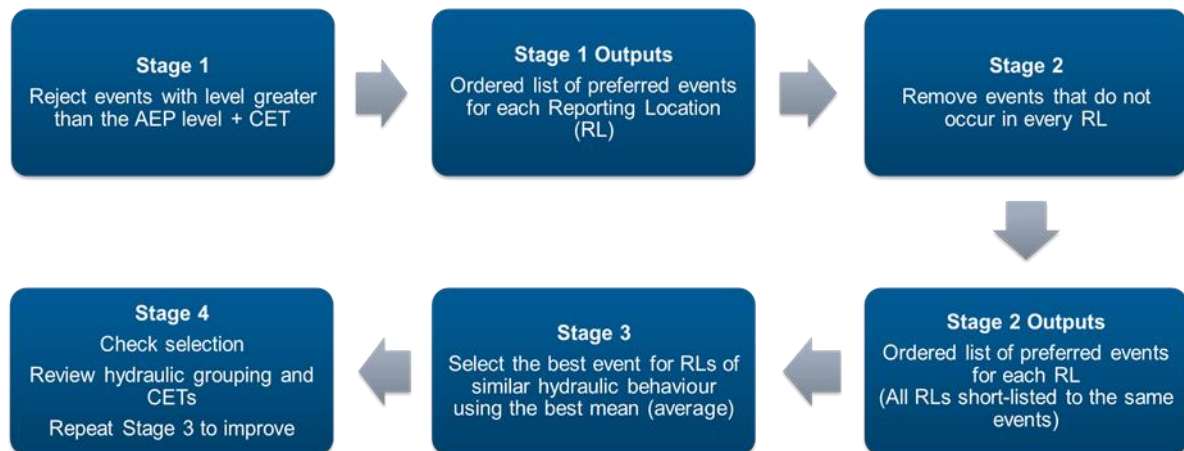 Stage 1
Reject events with level greater
than the AEP level + CET
Stage 1 Outputs
Ordered list of preferred events
for each Reporting Location
(RL)
Stage 2
Remove events that do not
occur in every RL
Stage 2 Outputs
Ordered list of preferred events
for each RL
(All RLs short-listed to the same
events)
Stage 3
Select the best event for RLs of
similar hydraulic behaviour
using the best mean (average)
Stage 4
Check selection
Review hydraulic grouping and
CETs
Repeat Stage 3 to improve